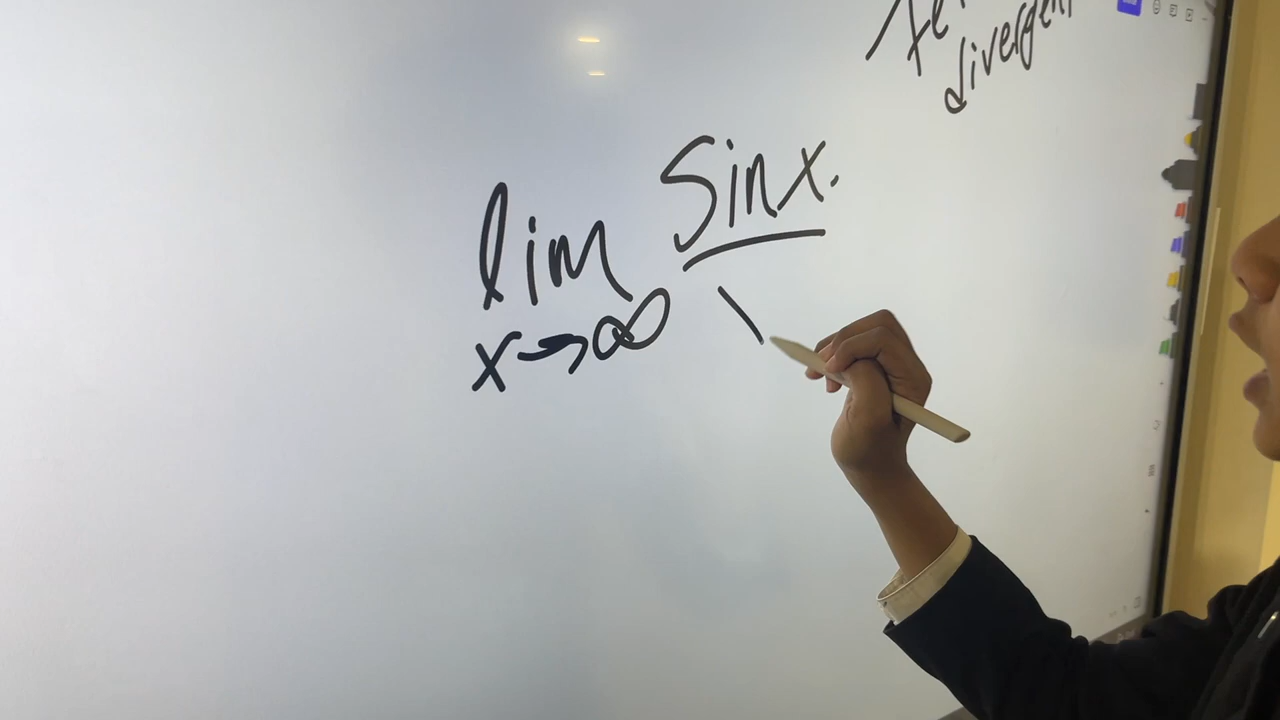 divergent
lim sinx.
x→∞